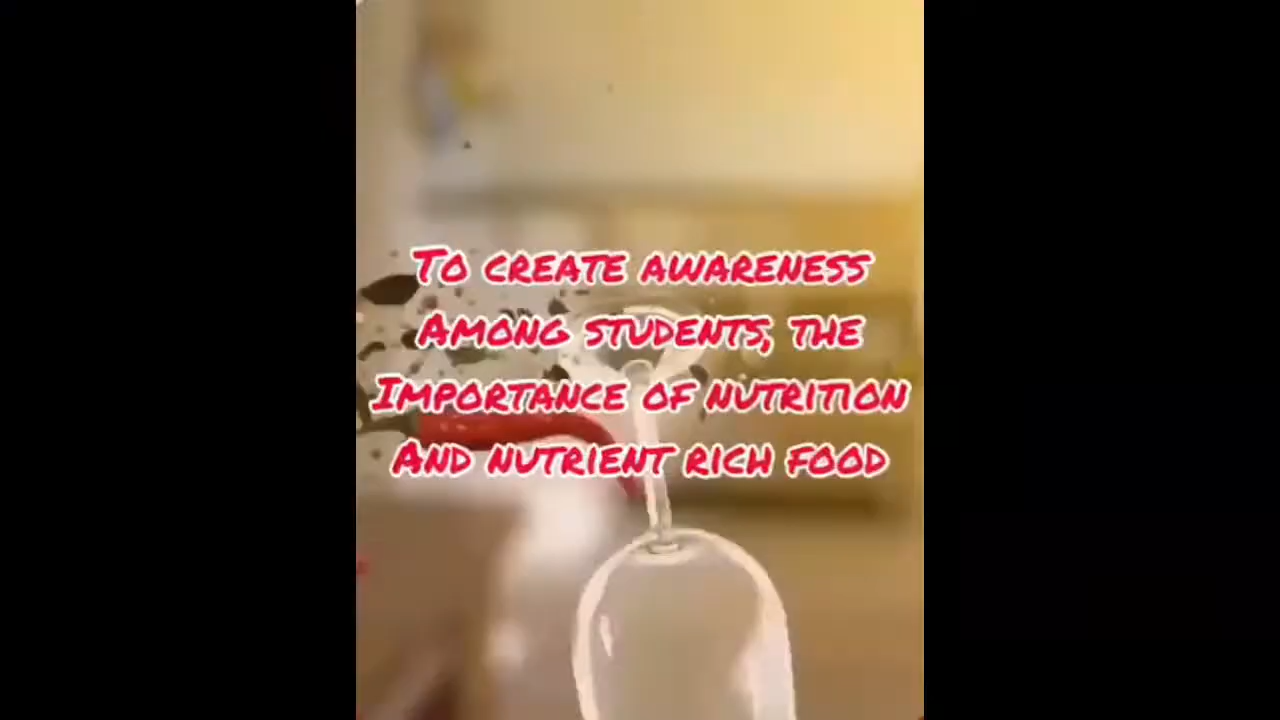 To create awareness
Among students, the
Importance of nutrition
And nutrient rich food